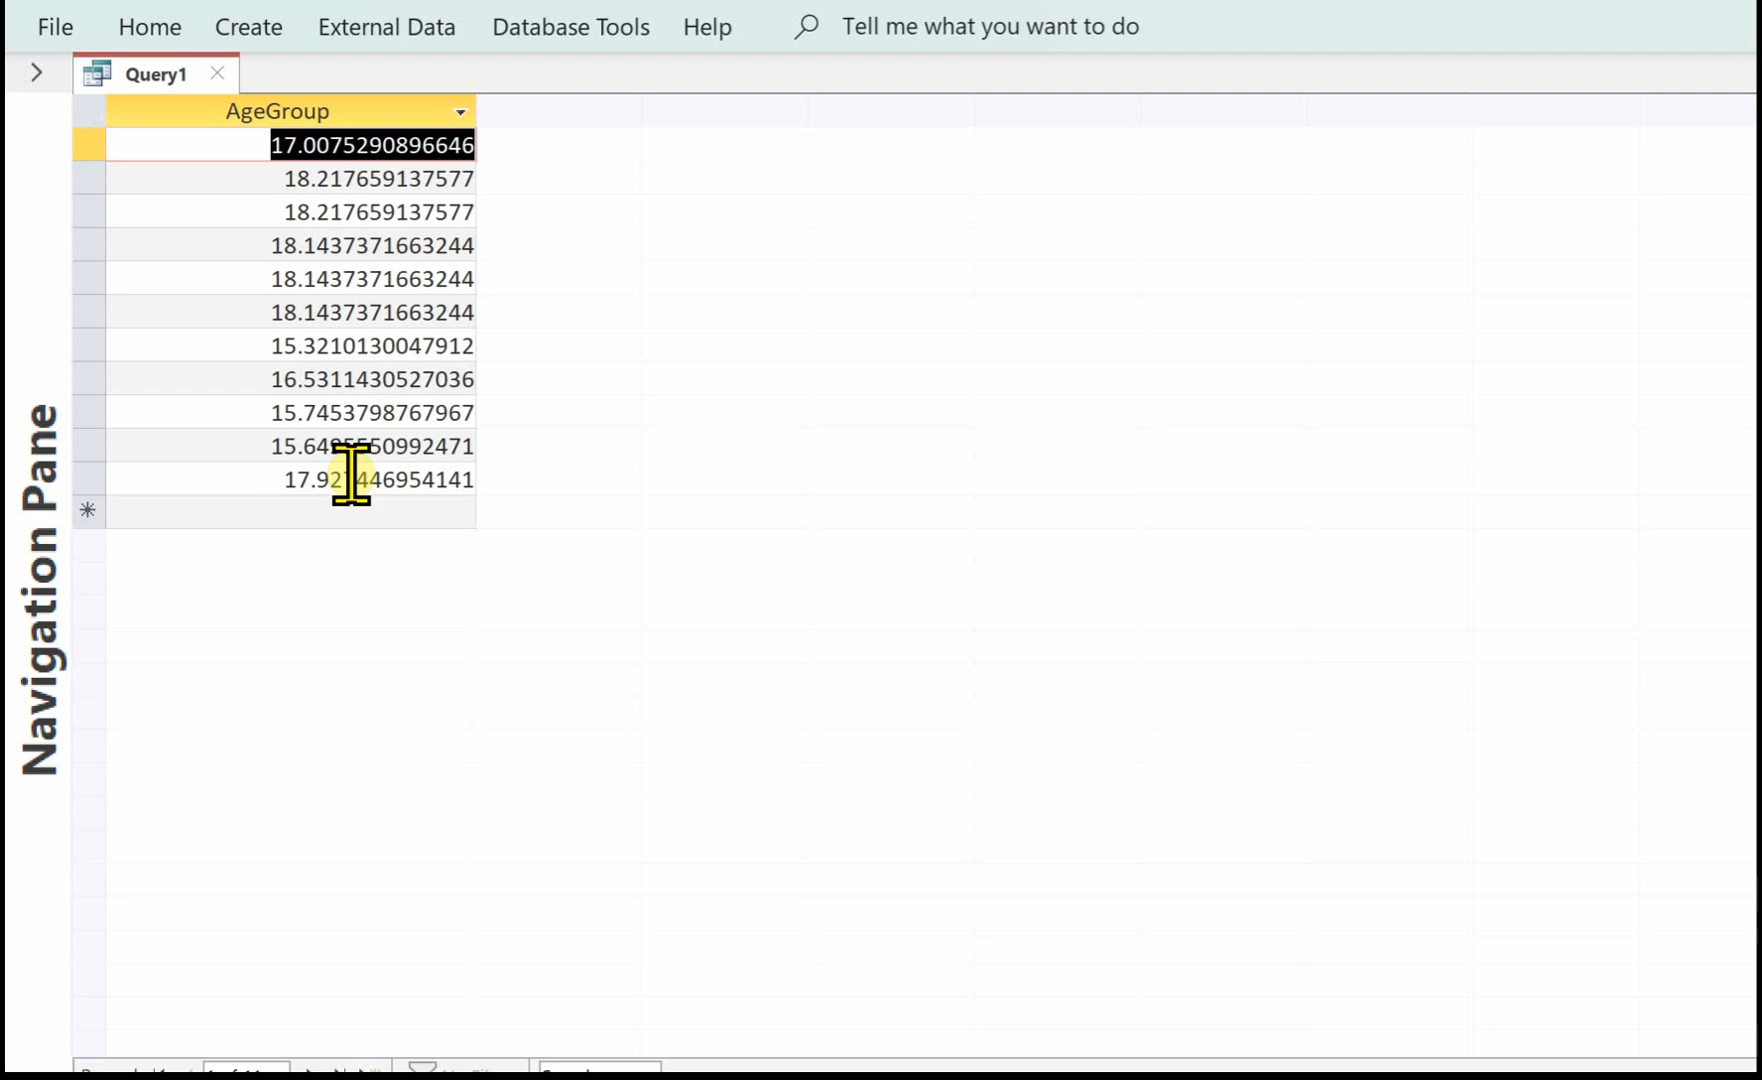 File Home Create External Data Database Tools Help Tell me what you want to do
Query1
AgeGroup
17.0075290896646
18.217659137577
18.217659137577
18.1437371663244
18.1437371663244
18.1437371663244
15.3210130047912
16.5311430527036
15.7453798767967
Navigation Pane